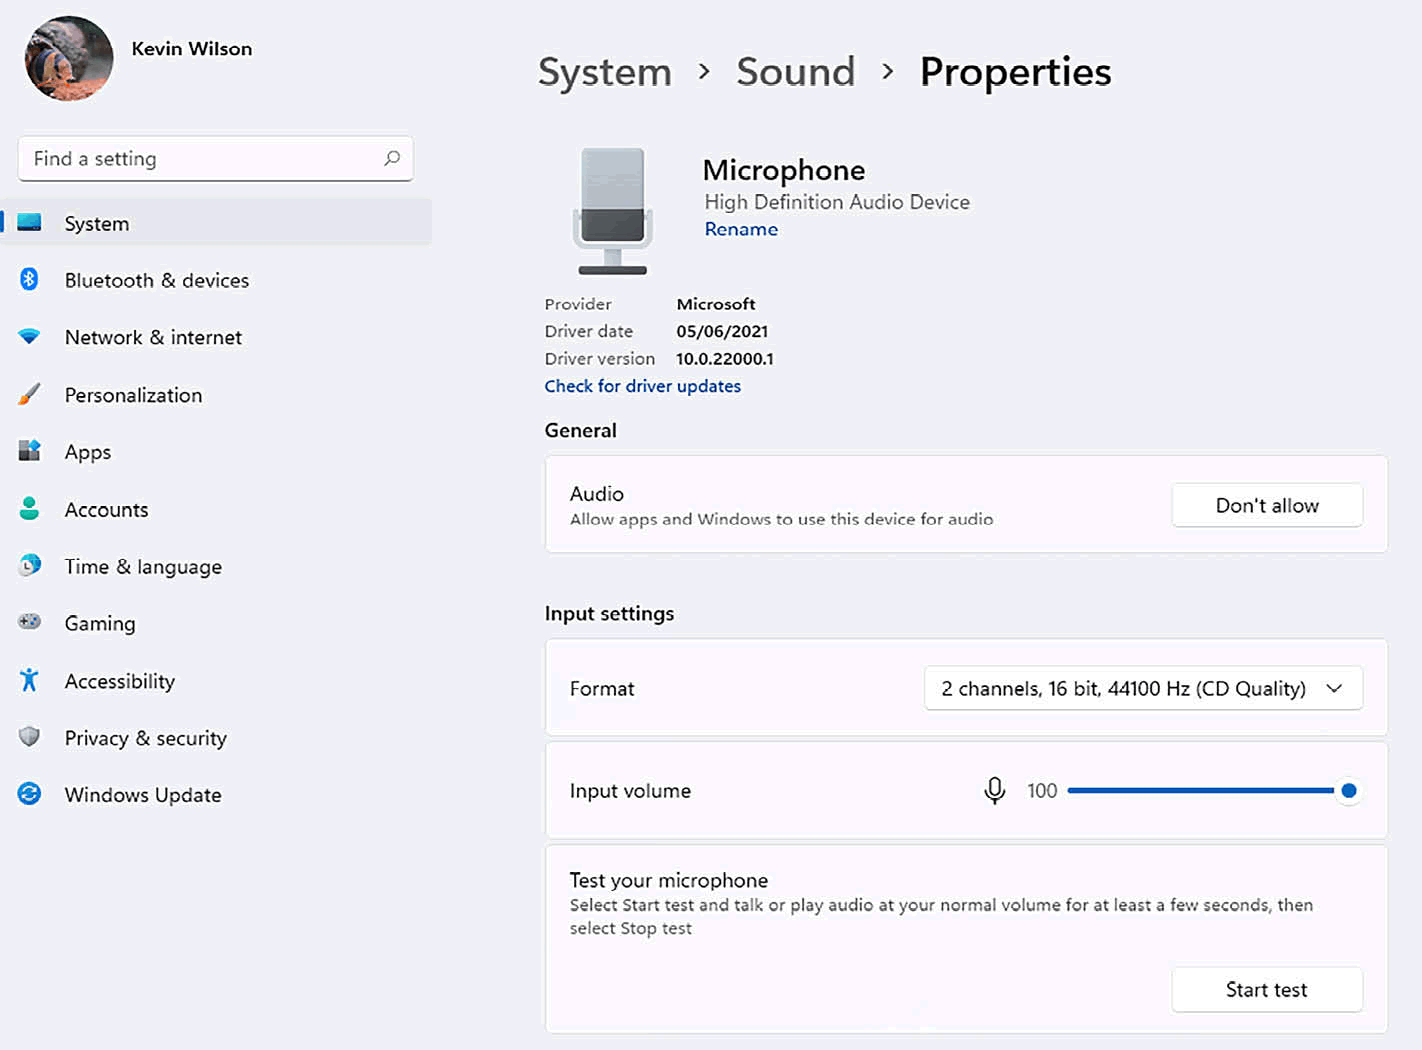 Kevin Wilson
Find a setting
System
Bluetooth & devices
Network & internet
Personalization
Apps
Accounts
Time & language
Gaming
Accessibility
Privacy & security
Windows Update
System > Sound > Properties
Microphone
High Definition Audio Device
Rename
Provider Microsoft
Driver date 05/06/2021
Driver version 10.0.22000.1
Check for driver updates
General
Audio
Allow apps and Windows to use this device for audio
Don't allow
Input settings
Format 2 channels, 16 bit, 44100 Hz (CD Quality)
Input volume 100
Test your microphone
Select Start test and talk or play audio at your normal volume for at least a few seconds, then
select Stop test
Start test